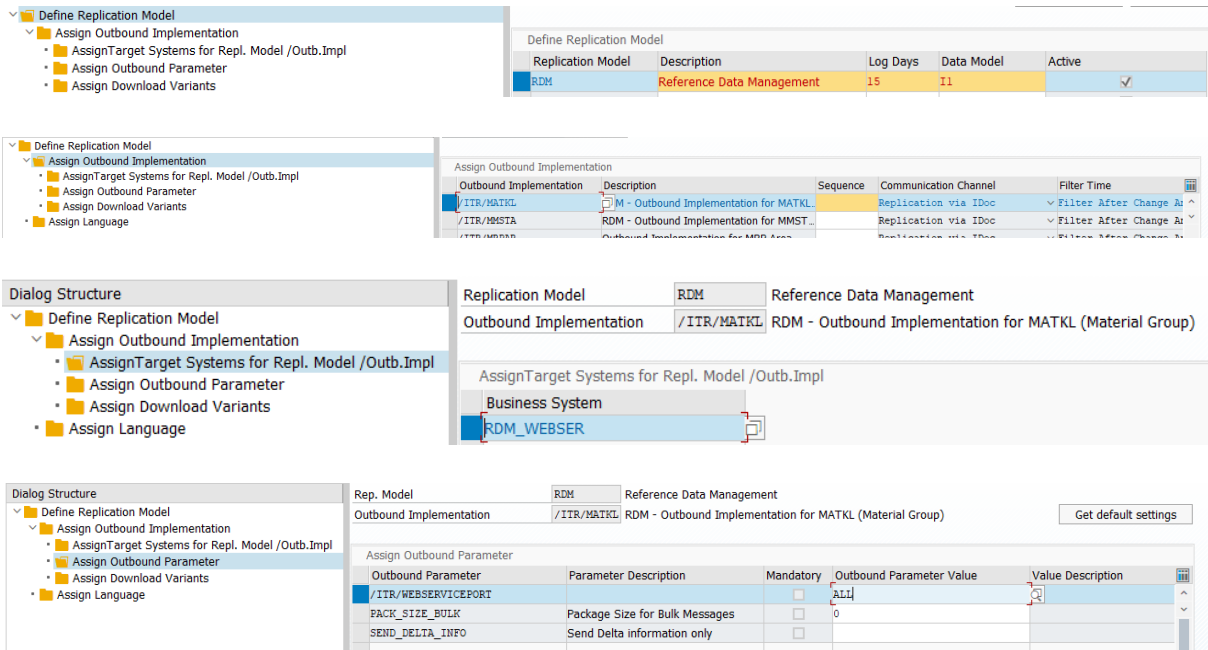 Define Replication Model
Assign Outbound Implementation
AssignTarget Systems for Repl. Model /Outb.Impl
Assign Outbound Parameter
Assign Download Variants
Define Replication Model
Replication Model Description Log Days Data Model Active
RDM Reference Data Management 15 I1
Define Replication Model
Assign Outbound Implementation
AssignTarget Systems for Repl. Model /Outb.Impl
Assign Outbound Parameter
Assign Download Variants
Assign Language
Assign Outbound Implementation
Outbound Implementation Description Sequence Communication Channel Filter Time
/ITR/MATKL M - Outbound Implementation for MATKL... Replication via IDoc Filter After Change An
/ITR/MMSTA RDM - Outbound Implementation for MMST... Replication via IDoc Filter After Change An
/ITR/MRPAR Outbound Implementation for MRP Area Replication via IDoc Filter After Change
Dialog Structure
Define Replication Model
Assign Outbound Implementation
AssignTarget Systems for Repl. Model /Outb.Impl
Assign Outbound Parameter
Assign Download Variants
Assign Language
Replication Model RDM Reference Data Management
Outbound Implementation /ITR/MATKL RDM - Outbound Implementation for MATKL (Material Group)
AssignTarget Systems for Repl. Model /Outb.Impl
Business System
RDM_WEBSER
Dialog Structure
Define Replication Model
Assign Outbound Implementation
AssignTarget Systems for Repl. Model /Outb.Impl
Assign Outbound Parameter
Assign Download Variants
Assign Language
Rep. Model RDM Reference Data Management
Outbound Implementation /ITR/MATKL RDM - Outbound Implementation for MATKL (Material Group)
Get default settings
Assign Outbound Parameter
Outbound Parameter Parameter Description Mandatory Outbound Parameter Value Value Description
/ITR/WEBSERVICEPORT ALL
PACK_SIZE_BULK Package Size for Bulk Messages 0
SEND_DELTA_INFO Send Delta information only